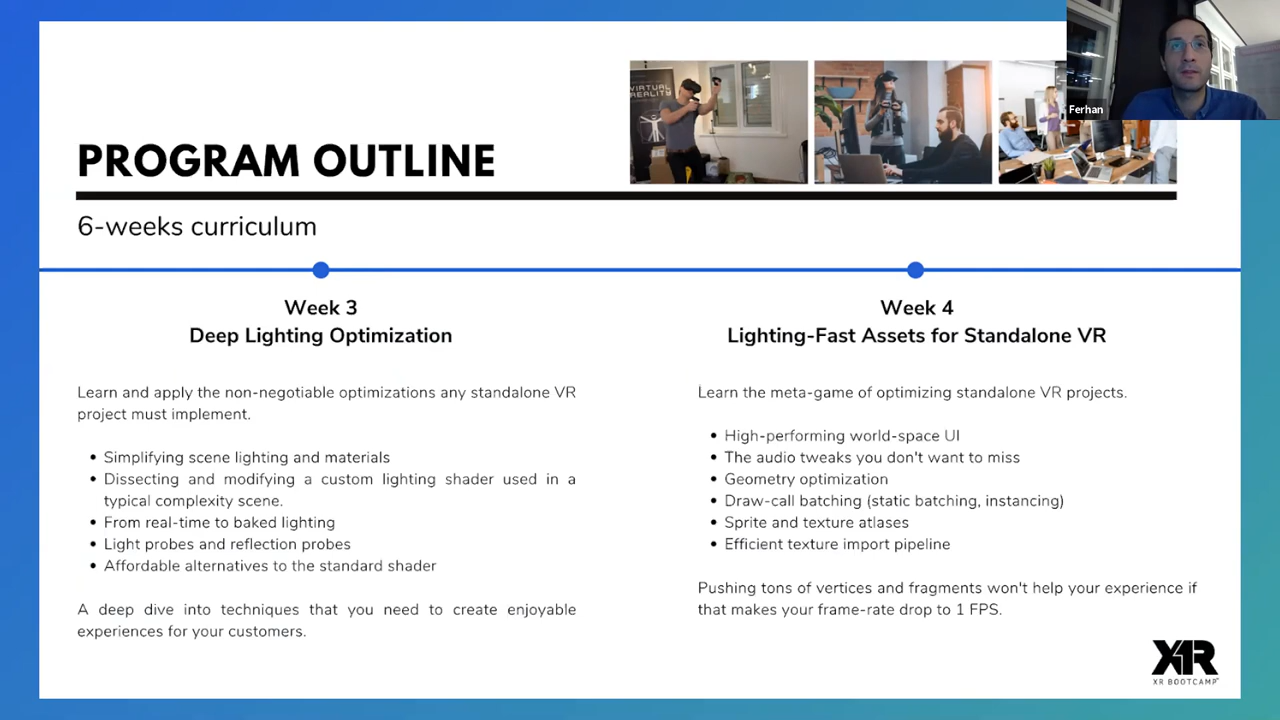 Ferhan
VIRTUAL
REALITY
PROGRAM OUTLINE
6-weeks curriculum
Week 3
Deep Lighting Optimization
Learn and apply the non-negotiable optimizations any standalone VR
project must implement.
• Simplifying scene lighting and materials
• Dissecting and modifying a custom lighting shader used in a
typical complexity scene.
• From real-time to baked lighting
• Light probes and reflection probes
• Affordable alternatives to the standard shader
A deep dive into techniques that you need to create enjoyable
experiences for your customers.
Week 4
Lighting-Fast Assets for Standalone VR
Learn the meta-game of optimizing standalone VR projects.
• High-performing world-space UI
• The audio tweaks you don't want to miss
• Geometry optimization
• Draw-call batching (static batching, instancing)
• Sprite and texture atlases
• Efficient texture import pipeline
Pushing tons of vertices and fragments won't help your experience if
that makes your frame-rate drop to 1 FPS.
XR
XR BOOTCAMP